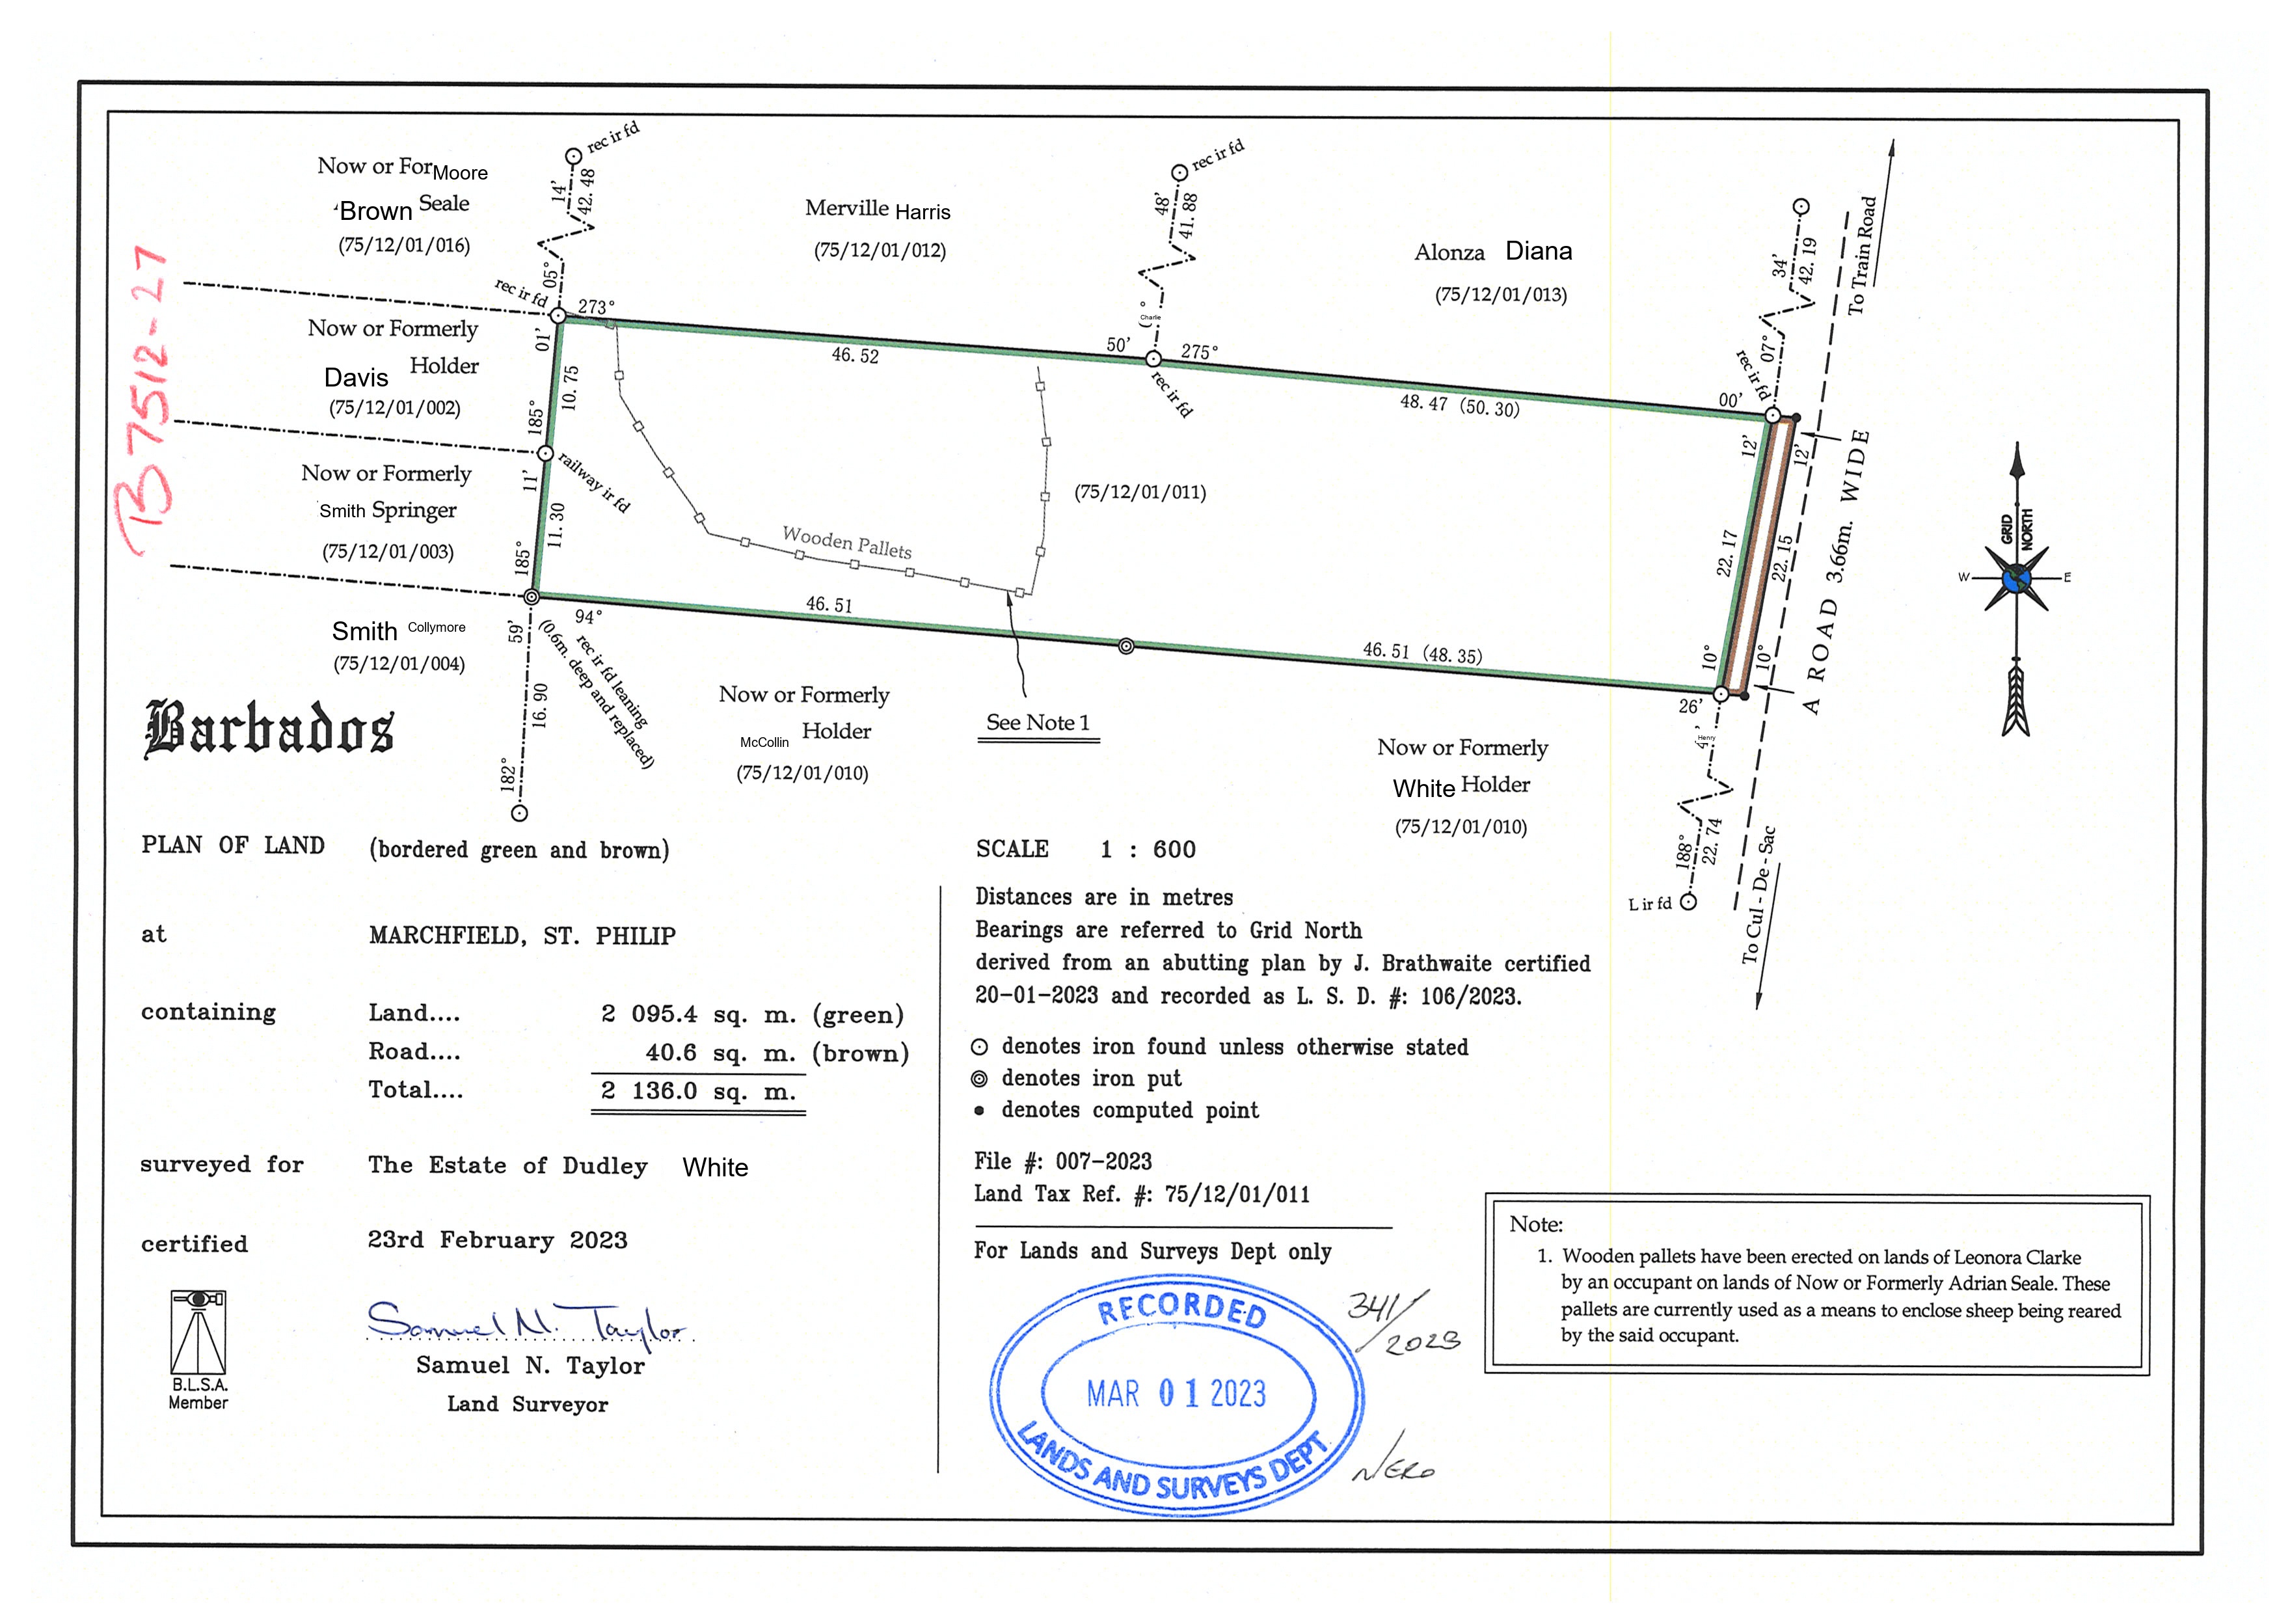 rec ir fd
Now or For Moore
Brown Seale
(75/12/01/016)
14'
42.48
05°
rec ir fd
Merville Harris
(75/12/01/012)
rec ir fd
48'
41.88
Charlie
Alonza Diana
(75/12/01/013)
34'
42.19
07°
rec ir fd
To Train Road
B7512-27
273°
46.52
50'
275°
rec ir fd
48.47 (50.30)
00'
Now or Formerly
Holder
Davis
(75/12/01/002)
01'
10.75
185°
railway ir fd
Now or Formerly
Smith Springer
(75/12/01/003)
11'
11.30
185°
Wooden Pallets
(75/12/01/011)
12'
22.17
10°
12'
22.15
10°
A ROAD 3.66m. WIDE
GRID
NORTH
W
E
Smith Collymore
(75/12/01/004)
59'
16.90
182°
94°
rec ir fd leaning
(0.6m. deep and replaced)
46.51
46.51 (48.35)
26'
Now or Formerly
Holder
McCollin
(75/12/01/010)
See Note 1
Now or Formerly
White Holder
(75/12/01/010)
Henry
188°
22.74
L ir fd
To Cul - De - Sac
Barbados
PLAN OF LAND (bordered green and brown)
at MARCHFIELD, ST. PHILIP
containing Land.... 2 095.4 sq. m. (green)
Road.... 40.6 sq. m. (brown)
Total.... 2 136.0 sq. m.
surveyed for The Estate of Dudley White
certified 23rd February 2023
B.L.S.A.
Member
Samuel N. Taylor
Samuel N. Taylor
Land Surveyor
SCALE 1 : 600
Distances are in metres
Bearings are referred to Grid North
derived from an abutting plan by J. Brathwaite certified
20-01-2023 and recorded as L. S. D. #: 106/2023.
denotes iron found unless otherwise stated
denotes iron put
denotes computed point
File #: 007-2023
Land Tax Ref. #: 75/12/01/011
For Lands and Surveys Dept only
RECORDED
MAR 01 2023
LANDS AND SURVEYS DEPT
341/2023
Note:
1. Wooden pallets have been erected on lands of Leonora Clarke
by an occupant on lands of Now or Formerly Adrian Seale. These
pallets are currently used as a means to enclose sheep being reared
by the said occupant.